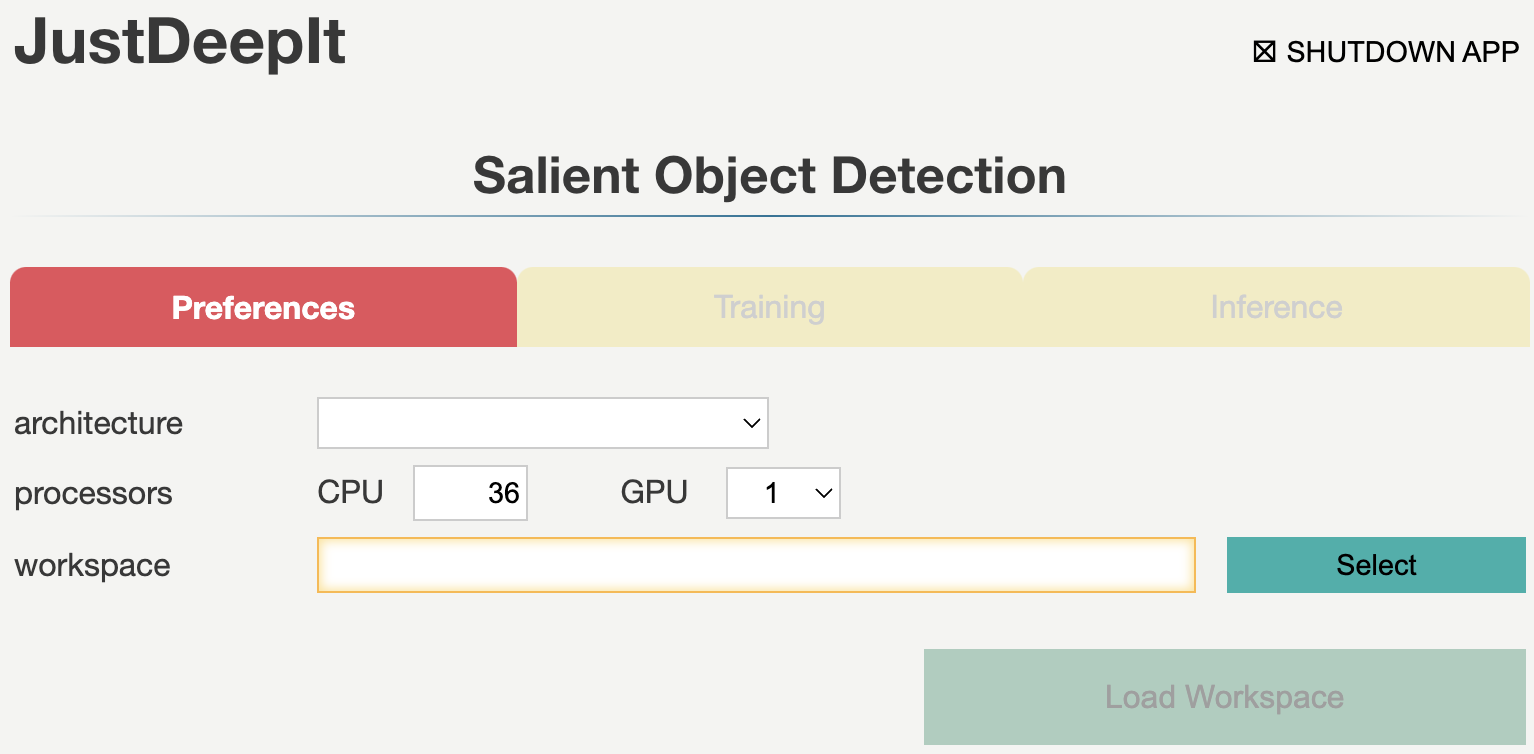 JustDeepIt
SHUTDOWN APP
Salient Object Detection
Preferences Training Inference
architecture
processors CPU 36 GPU 1
workspace Select
Load Workspace